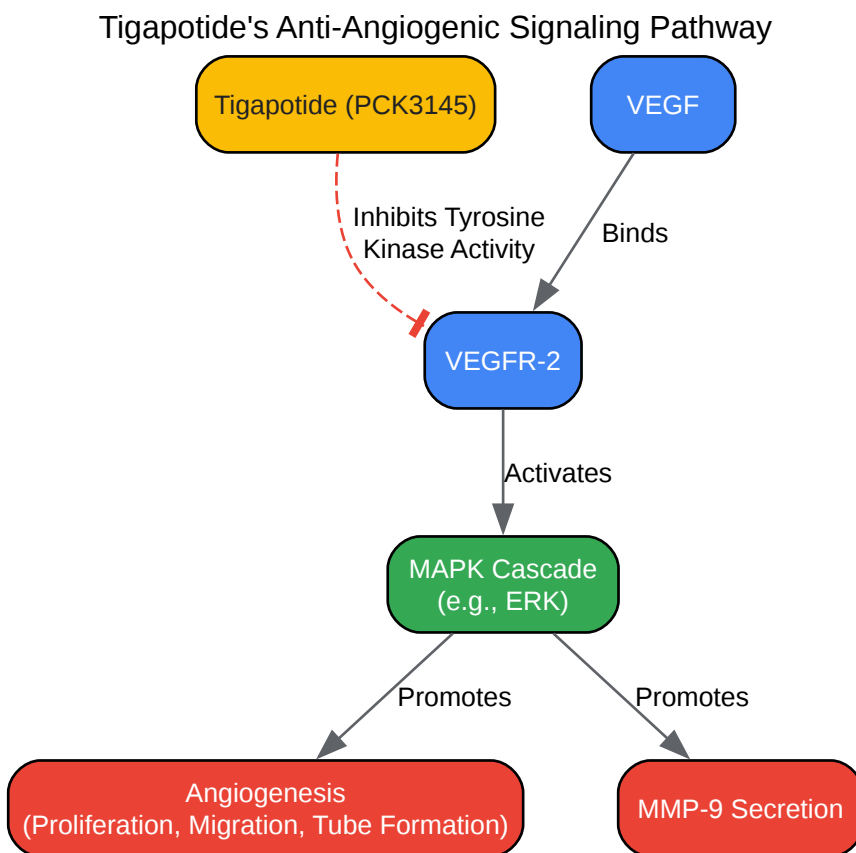 Tigapotide's Anti-Angiogenic Signaling Pathway
Tigapotide (PCK3145)
VEGF
Inhibits Tyrosine
Kinase Activity
Binds
VEGFR-2
Activates
MAPK Cascade
(e.g., ERK)
Promotes
Promotes
Angiogenesis
(Proliferation, Migration, Tube Formation)
MMP-9 Secretion